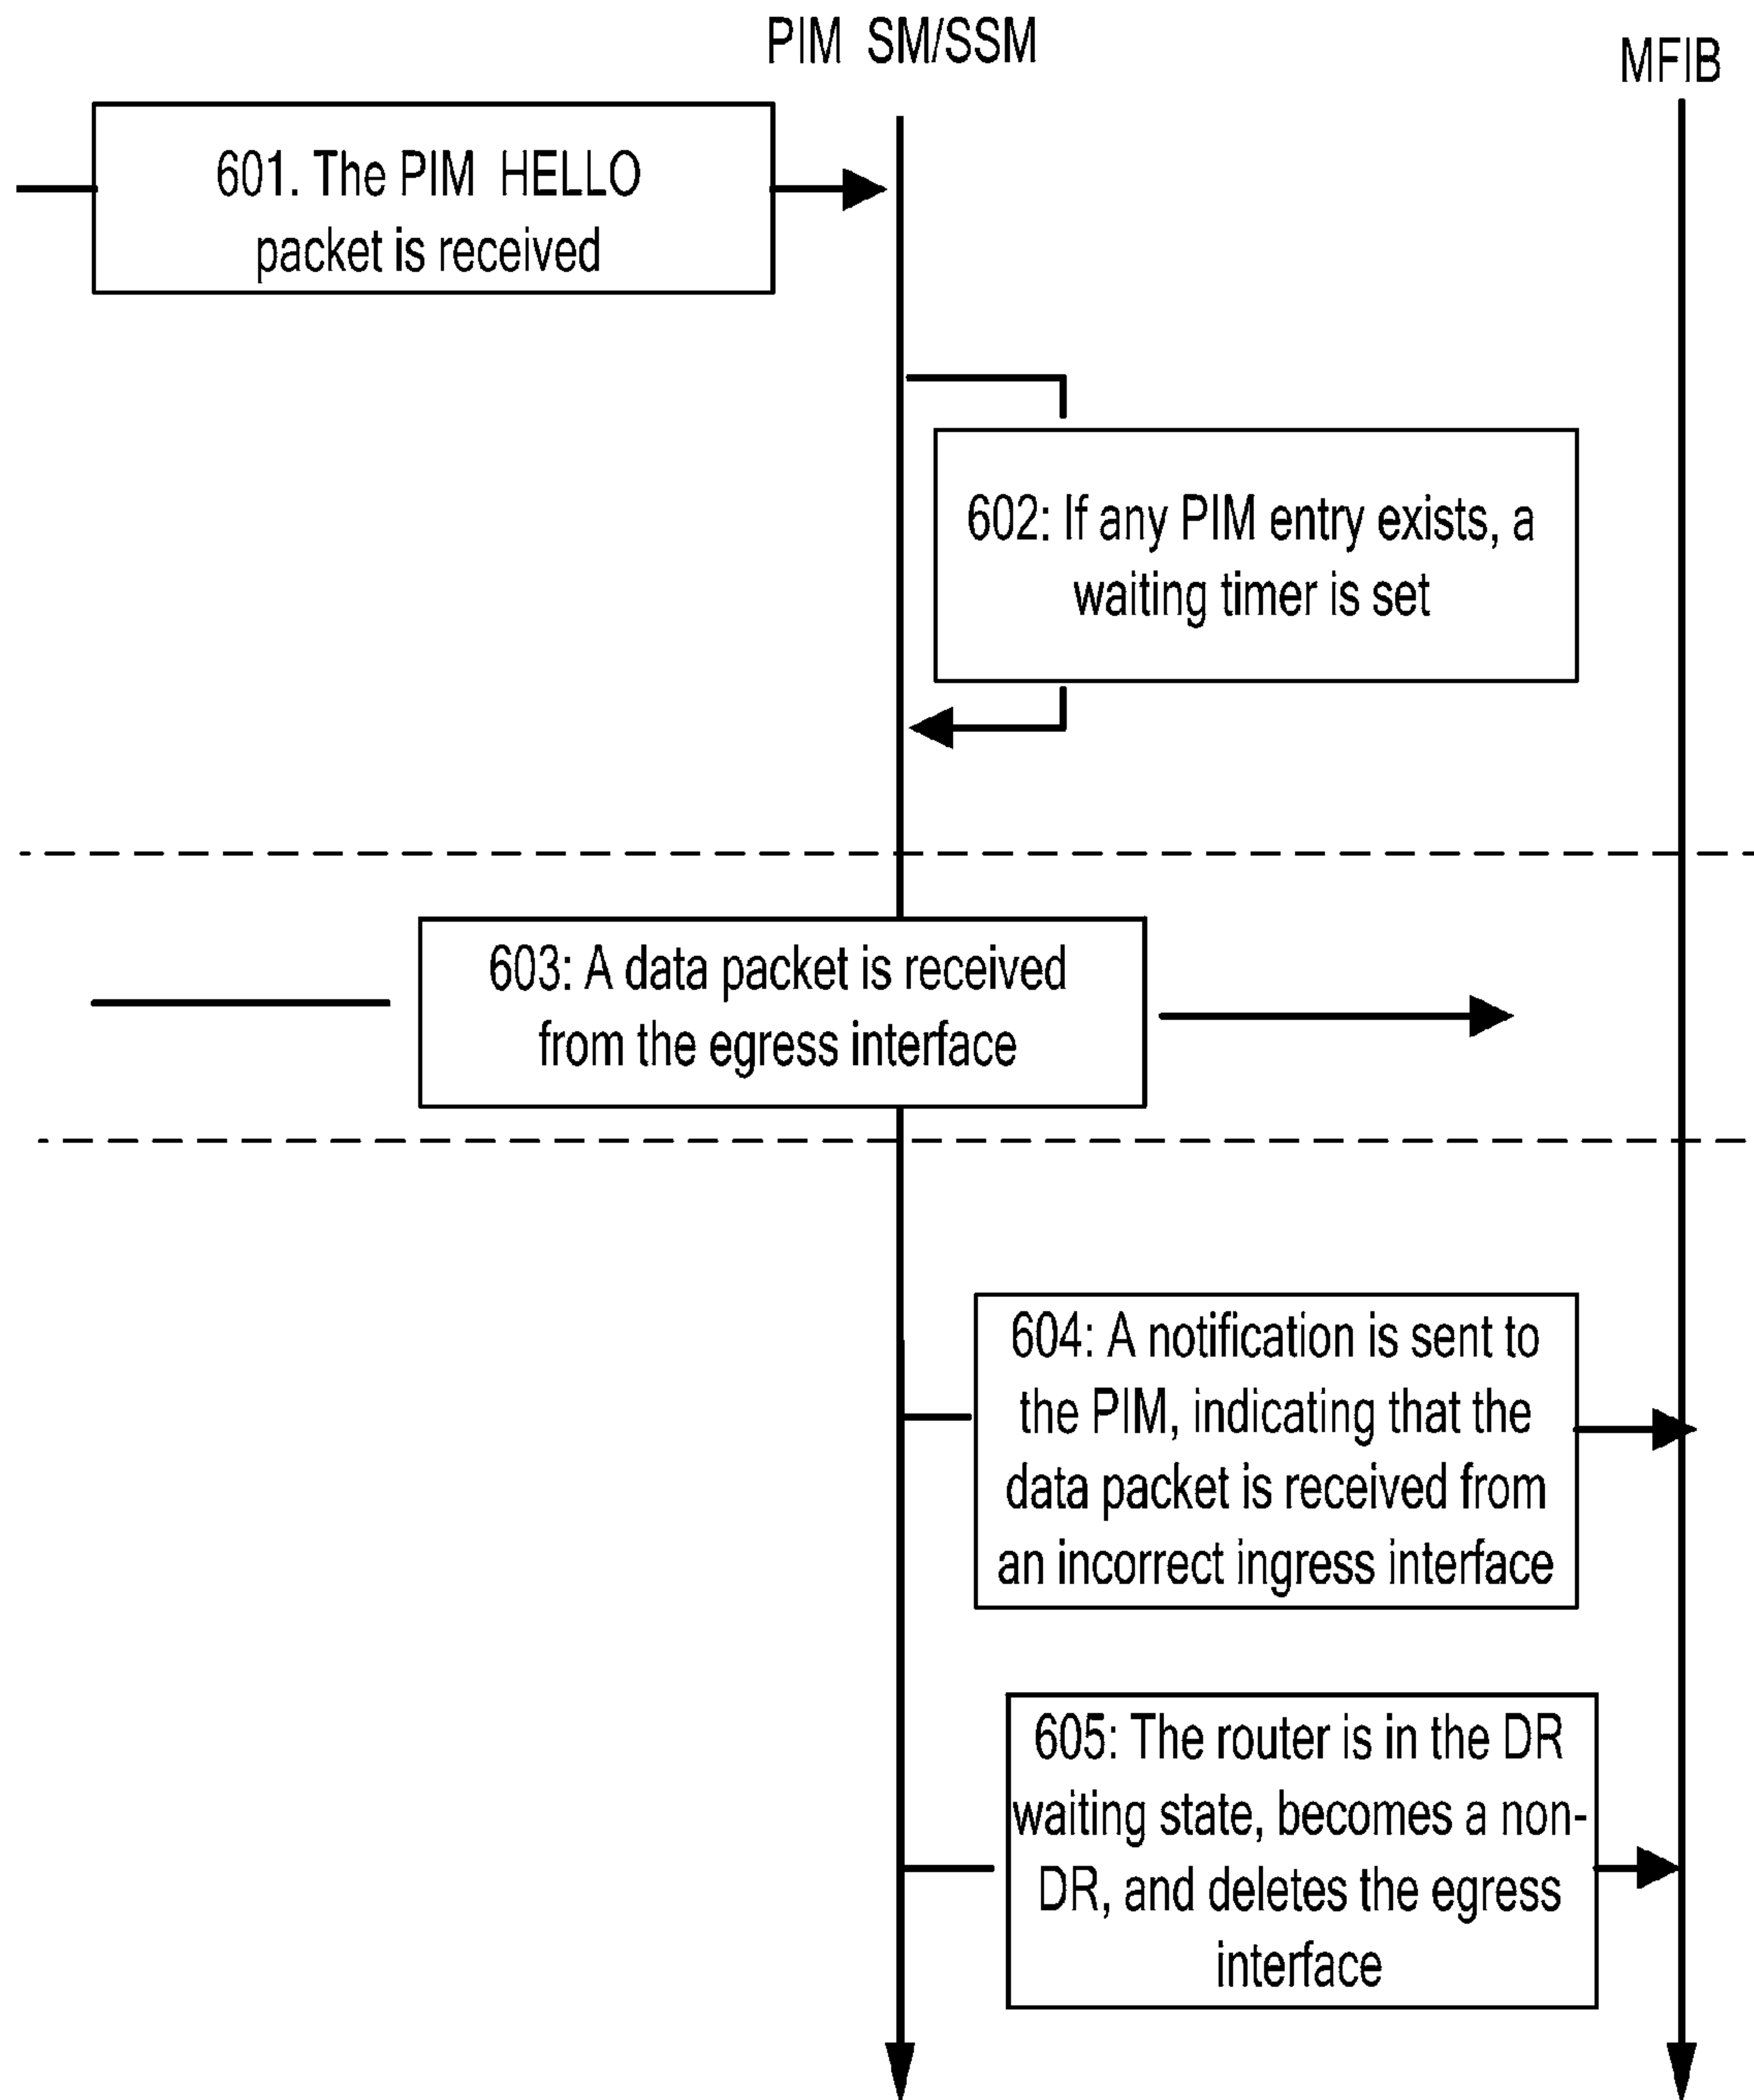 PIM SM/SSM
MFIB
601. The PIM HELLO
packet is received
602: If any PIM entry exists, a
waiting timer is set
603: A data packet is received
from the egress interface
604: A notification is sent to
the PIM, indicating that the
data packet is received from
an incorrect ingress interface
605: The router is in the DR
waiting state, becomes a non-
DR, and deletes the egress
interface